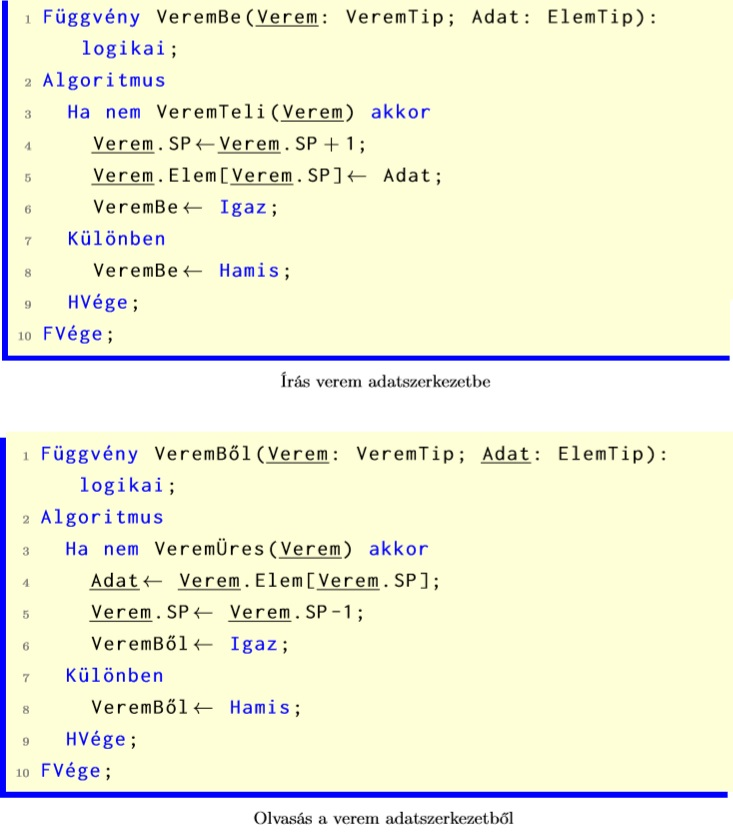 1 Függvény VeremBe(Verem: VeremTip; Adat: ElemTip):
logikai;
2 Algoritmus
3 Ha nem VeremTeli(Verem) akkor
4 Verem.SP←Verem.SP + 1;
5 Verem.Elem[Verem.SP]← Adat;
6 VeremBe← Igaz;
7 Különben
8 VeremBe← Hamis;
9 HVége;
10 FVége;
Írás verem adatszerkezetbe
1 Függvény VeremBől(Verem: VeremTip; Adat: ElemTip):
logikai;
2 Algoritmus
3 Ha nem VeremÜres(Verem) akkor
4 Adat← Verem.Elem[Verem.SP];
5 Verem.SP← Verem.SP-1;
6 VeremBől← Igaz;
7 Különben
8 VeremBől← Hamis;
9 HVége;
10 FVége;
Olvasás a verem adatszerkezetből